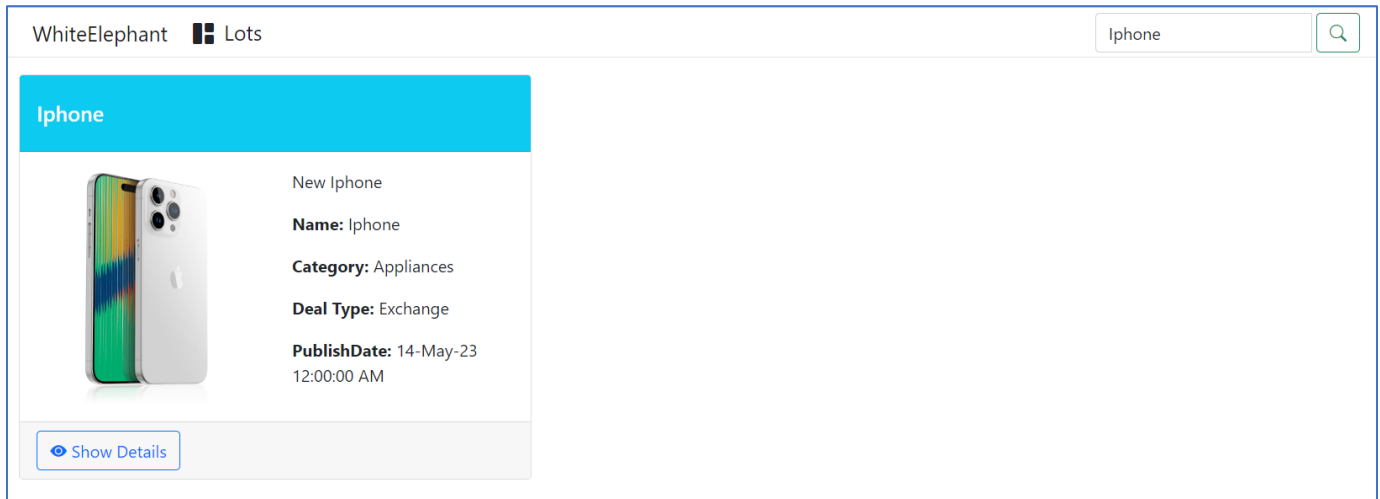 WhiteElephant Lots Iphone
Iphone
New Iphone
Name: Iphone
Category: Appliances
Deal Type: Exchange
PublishDate: 14-May-23
12:00:00 AM
Show Details